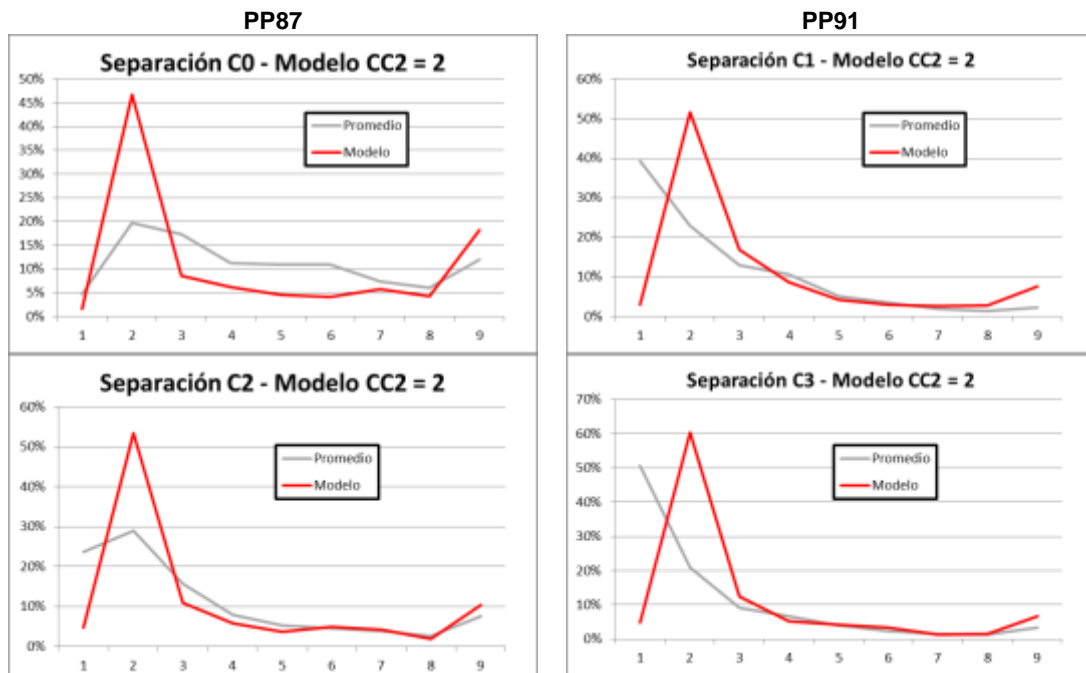 PP87
PP91
Separación C0 - Modelo CC2 = 2
50%
45%
40%
35%
30%
25%
20%
15%
10%
5%
0%
Promedio
Modelo
1 2 3 4 5 6 7 8 9
Separación C1 - Modelo CC2 = 2
60%
50%
40%
30%
20%
10%
0%
Promedio
Modelo
1 2 3 4 5 6 7 8 9
Separación C2 - Modelo CC2 = 2
60%
50%
40%
30%
20%
10%
0%
Promedio
Modelo
1 2 3 4 5 6 7 8 9
Separación C3 - Modelo CC2 = 2
70%
60%
50%
40%
30%
20%
10%
0%
Promedio
Modelo
1 2 3 4 5 6 7 8 9